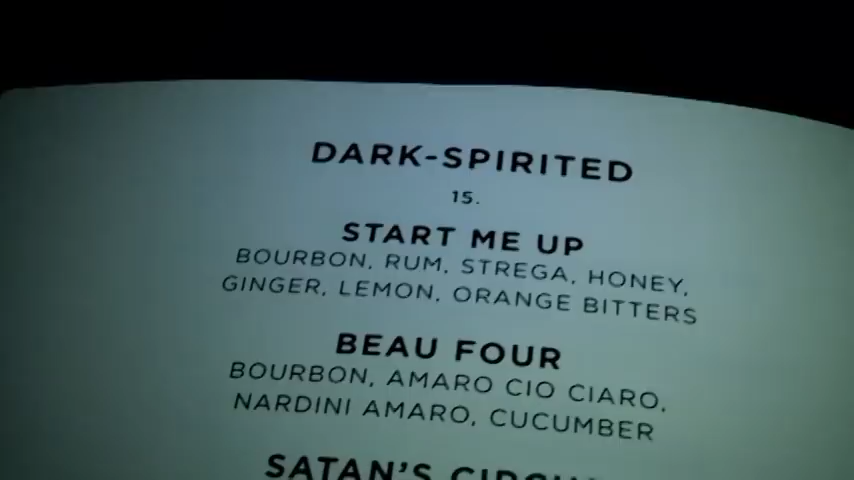 DARK-SPIRITED
15.
START ME UP
BOURBON, RUM, STREGA, HONEY,
GINGER, LEMON, ORANGE BITTERS
BEAU FOUR
BOURBON, AMARO CIO CIARO,
NARDINI AMARO, CUCUMBER
SATAN'S